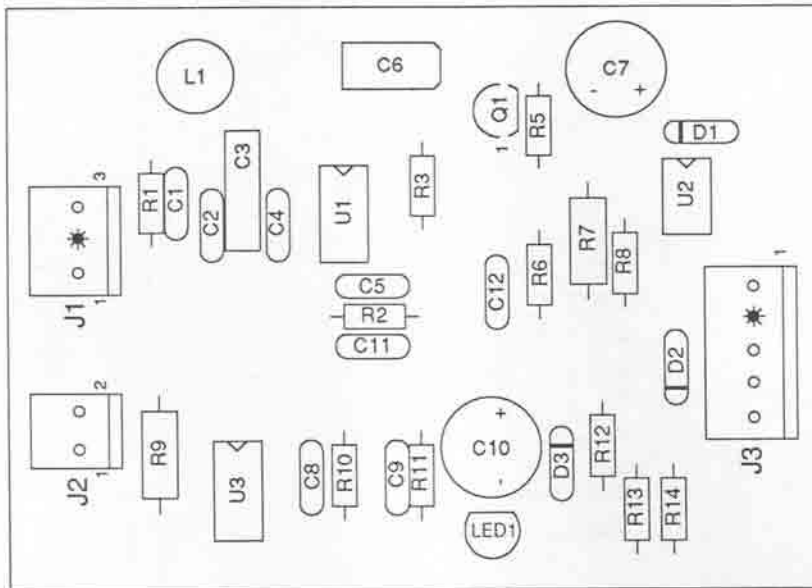 L1
C6
C7
- +
Q1
1
R5
D1
3
R1
C1
C2
C3
C4
U1
R3
U2
J1
1
R7
R8
R6
C12
C5
R2
C11
1
D2
J3
2
J2
1
R9
U3
C8
R10
C9
R11
+
C10
-
D3
R12
LED1
R13
R14